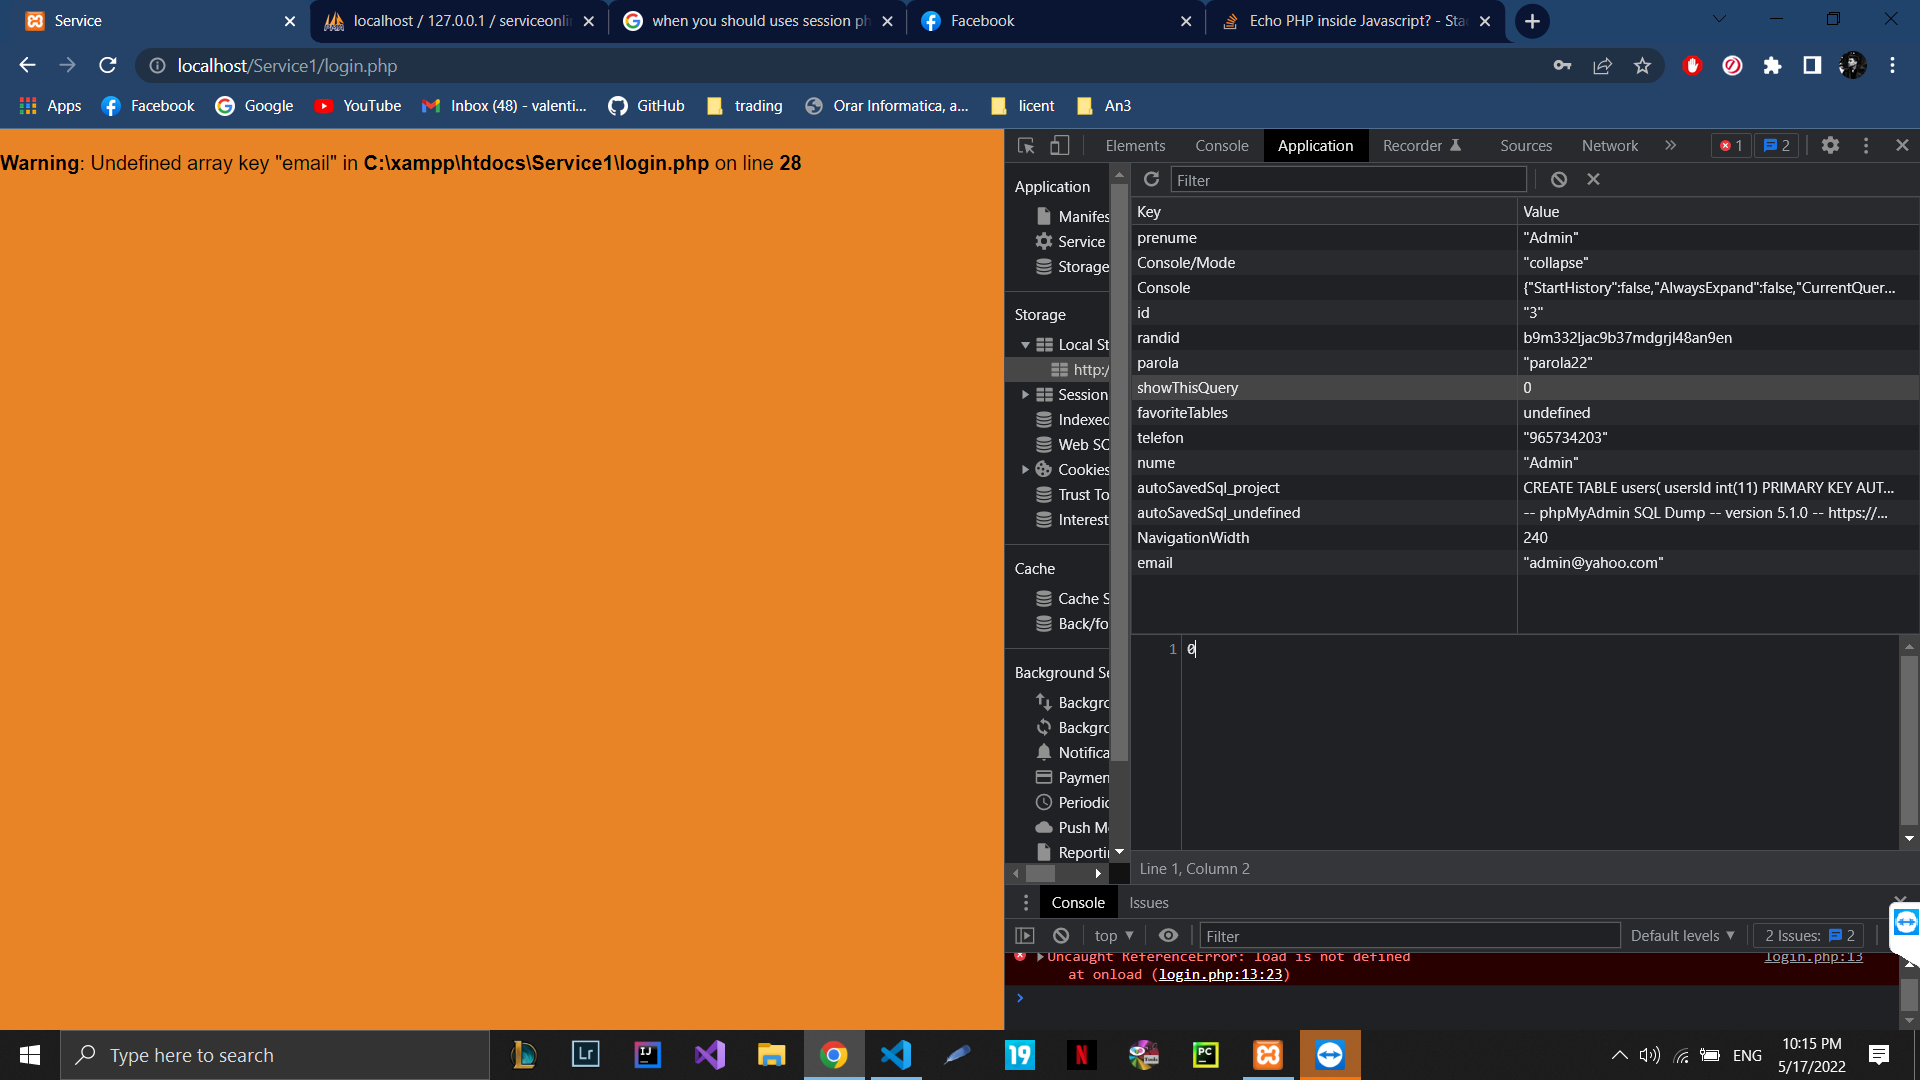 Service
localhost / 127.0.0.1 / serviceonli
when you should uses session ph
Facebook
Echo PHP inside Javascript? - Sta
localhost/Service1/login.php
Apps
Facebook
Google
YouTube
Inbox (48) - valenti...
GitHub
trading
Orar Informatica, a...
licent
An3
Warning: Undefined array key "email" in C:\xampp\htdocs\Service1\login.php on line 28
Elements
Console
Application
Recorder
Sources
Network
1
2
Application
Manifes
Service
Storage
Storage
Local St
http:/
Session
Indexec
Web SC
Cookies
Trust To
Interest
Cache
Cache S
Back/fo
Background Se
Backgro
Backgro
Notifica
Paymen
Periodic
Push M
Reportin
Filter
Key Value
prenume "Admin"
Console/Mode "collapse"
Console {"StartHistory":false,"AlwaysExpand":false,"CurrentQuer...
id "3"
randid b9m332ljac9b37mdgrjl48an9en
parola "parola22"
showThisQuery 0
favoriteTables undefined
telefon "965734203"
nume "Admin"
autoSavedSql_project CREATE TABLE users( usersId int(11) PRIMARY KEY AUT...
autoSavedSql_undefined -- phpMyAdmin SQL Dump -- version 5.1.0 -- https://...
NavigationWidth 240
email "admin@yahoo.com"
1 0
Line 1, Column 2
Console
Issues
top
Filter
Default levels
2 Issues: 2
Uncaught ReferenceError: load is not defined login.php:13
at onload (login.php:13:23)
Type here to search
Lr
IJ
19
N
PC
ENG
10:15 PM
5/17/2022